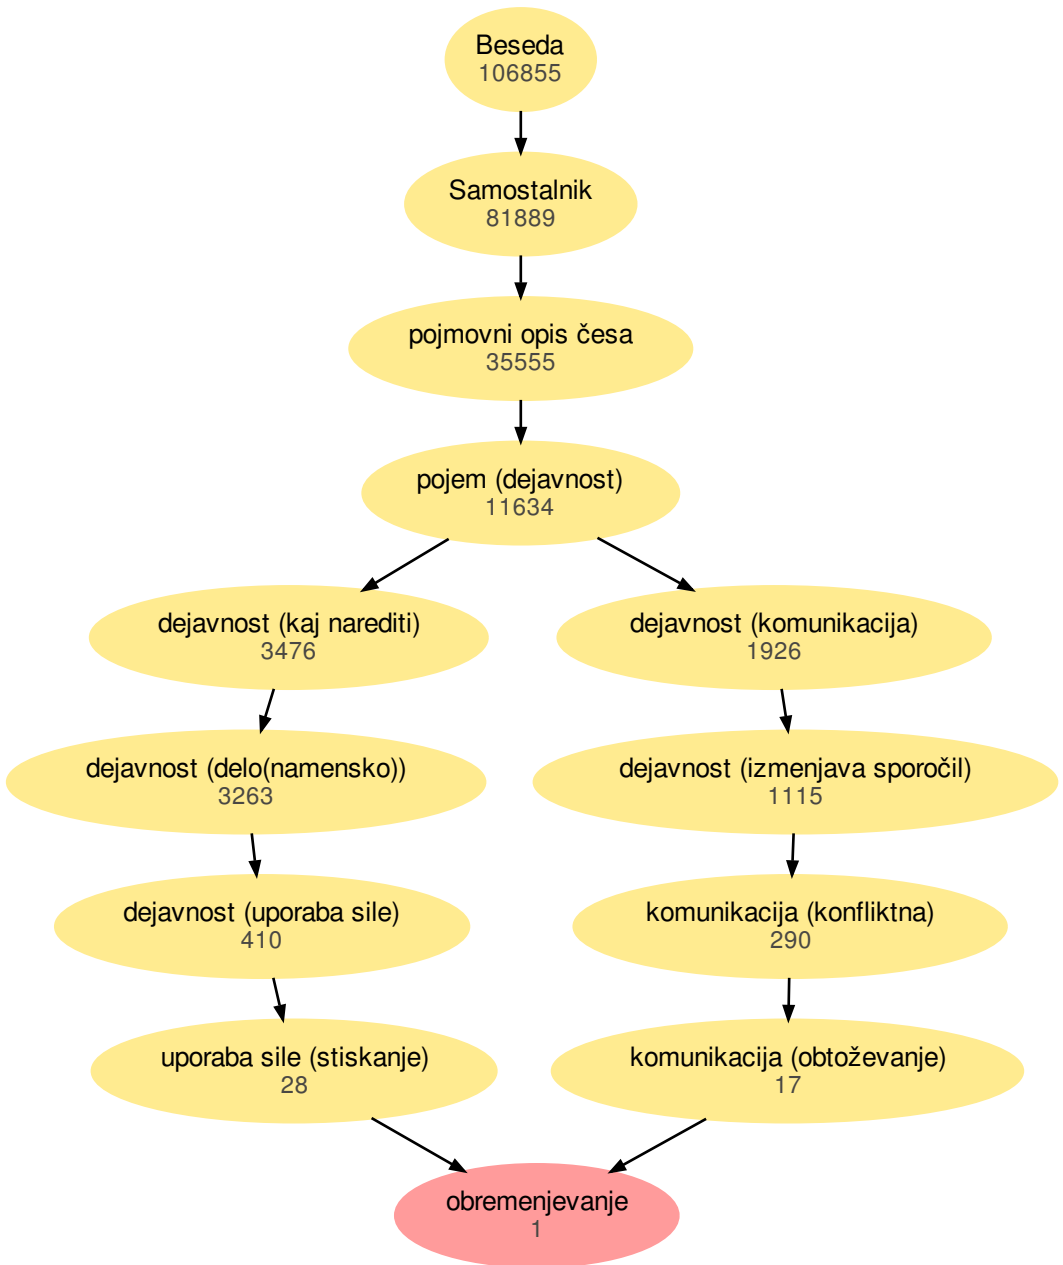 Beseda
106855
Samostalnik
81889
pojmovni opis česa
35555
pojem (dejavnost)
11634
dejavnost (kaj narediti)
3476
dejavnost (komunikacija)
1926
dejavnost (delo(namensko))
3263
dejavnost (izmenjava sporočil)
1115
dejavnost (uporaba sile)
410
komunikacija (konfliktna)
290
uporaba sile (stiskanje)
28
komunikacija (obtoževanje)
17
obremenjevanje
1